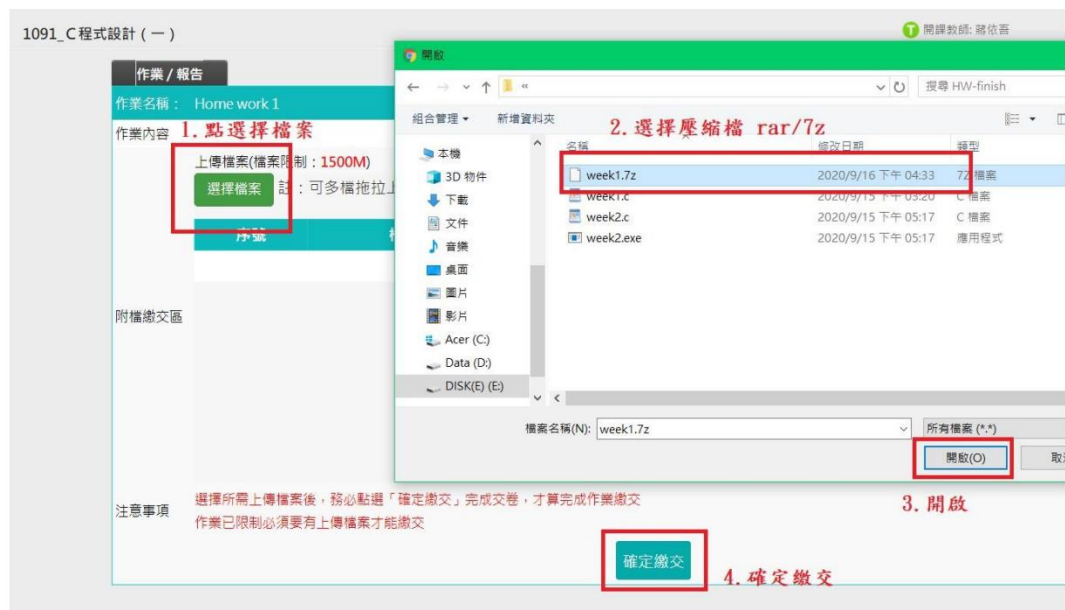 1091_C程式設計(一)
開課教師: 蔣依吾
作業 / 報告
作業名稱： Home work 1
作業內容
1.點選擇檔案
上傳檔案(檔案限制：1500M)
選擇檔案 註：可多檔拖拉上
序號
附檔繳交區
開啟
«
搜尋 HW-finish
組合管理 新增資料夾
2.選擇壓縮檔 rar/7z
名稱 修改日期 類型
week1.7z 2020/9/16 下午 04:33 7Z 檔案
week1.c 2020/9/15 下午 03:20 C 檔案
week2.c 2020/9/15 下午 05:17 C 檔案
week2.exe 2020/9/15 下午 05:17 應用程式
本機
3D 物件
下載
文件
音樂
桌面
圖片
影片
Acer (C:)
Data (D:)
DISK(E) (E:)
檔案名稱(N): week1.7z 所有檔案 (*.*)
開啟(O) 取
3.開啟
注意事項
選擇所需上傳檔案後，務必點選「確定繳交」完成交卷，才算完成作業繳交
作業已限制必須要有上傳檔案才能繳交
確定繳交
4.確定繳交